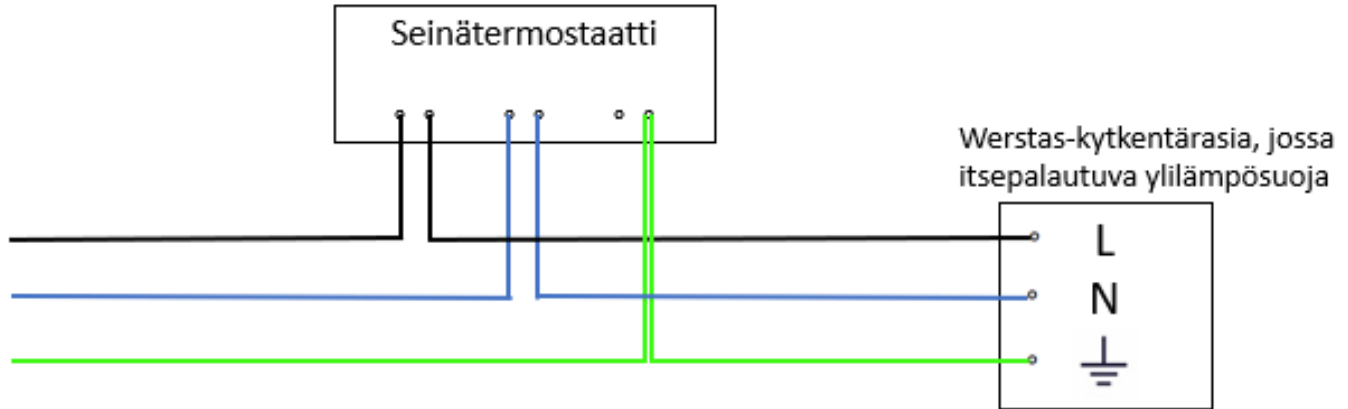 Seinätermostaatti
Werstas-kytkentärasia, jossa
itsepalautuva ylilämpösuoja
L
N